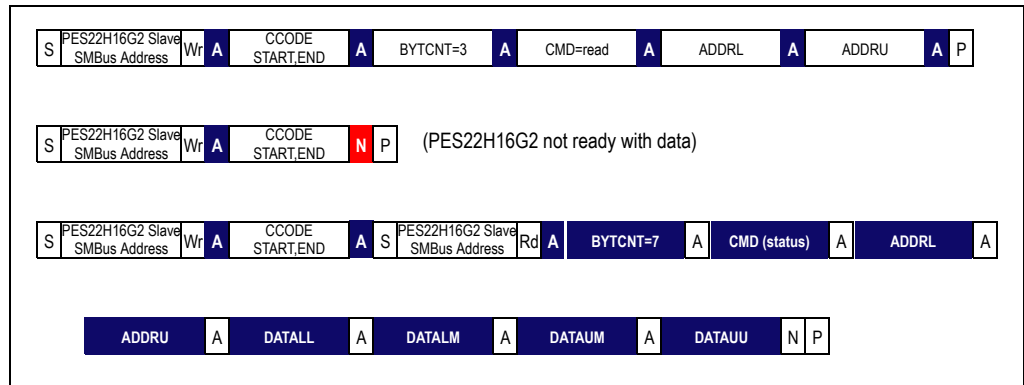 S PES22H16G2 Slave SMBus Address Wr A CCODE START,END A BYTCNT=3 A CMD=read A ADDRL A ADDRU A P
S PES22H16G2 Slave SMBus Address Wr A CCODE START,END N P (PES22H16G2 not ready with data)
S PES22H16G2 Slave SMBus Address Wr A CCODE START,END A S PES22H16G2 Slave SMBus Address Rd A BYTCNT=7 A CMD (status) A ADDRL A
ADDRU A DATALL A DATALM A DATAUM A DATAUU N P